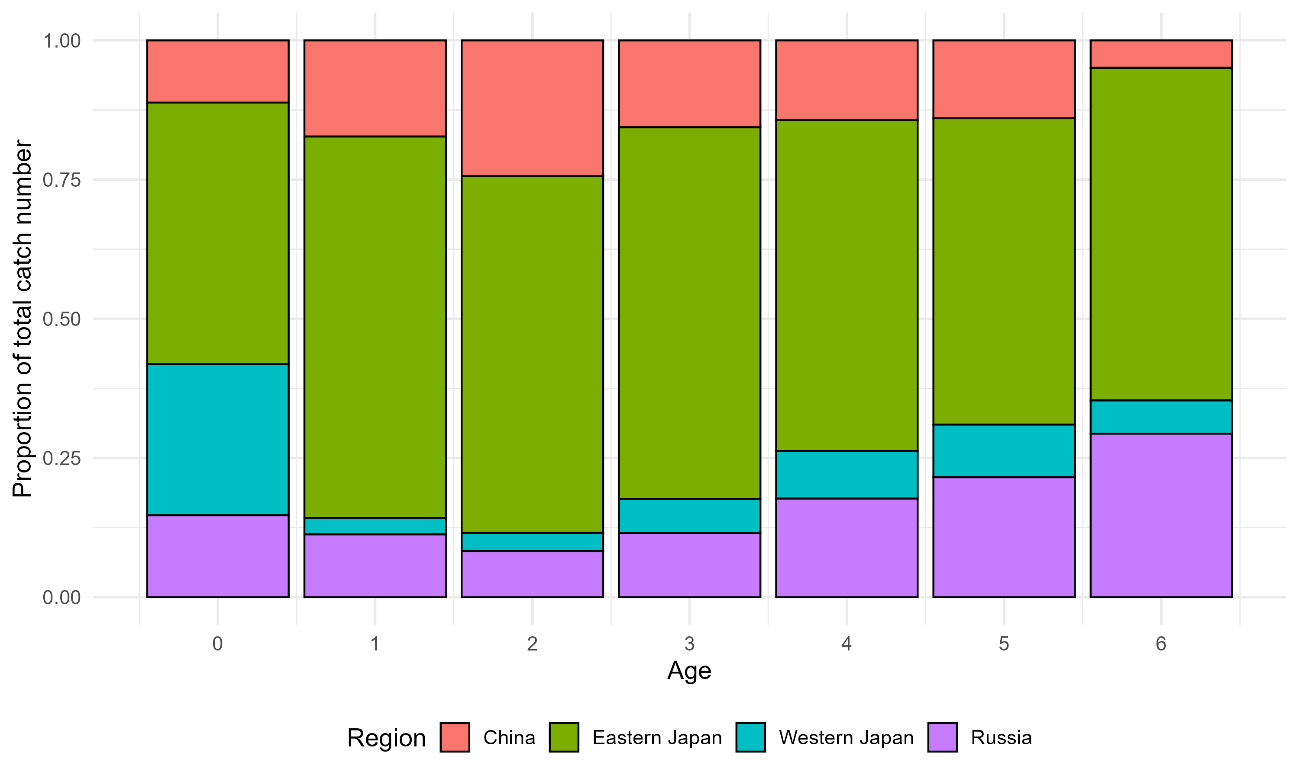 Proportion of total catch number
1.00
0.75
0.50
0.25
0.00
0 1 2 3 4 5 6
Age
Region China Eastern Japan Western Japan Russia